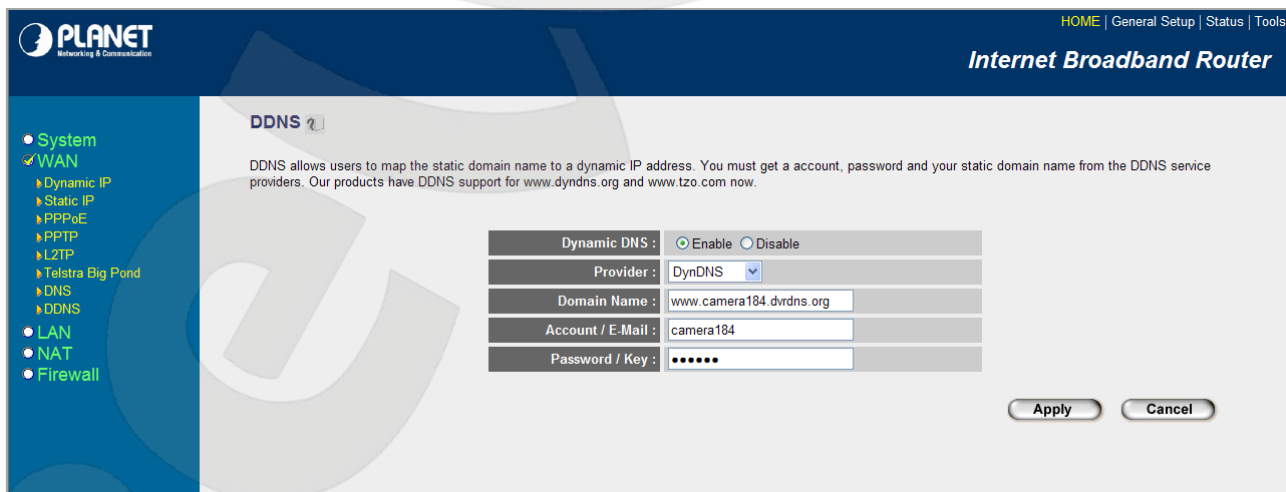 PLANET
Networking & Communication
HOME | General Setup | Status | Tools
Internet Broadband Router
System
WAN
Dynamic IP
Static IP
PPPoE
PPTP
L2TP
Telstra Big Pond
DNS
DDNS
LAN
NAT
Firewall
DDNS
DDNS allows users to map the static domain name to a dynamic IP address. You must get a account, password and your static domain name from the DDNS service
providers. Our products have DDNS support for www.dyndns.org and www.tzo.com now.
Dynamic DNS : Enable Disable
Provider : DynDNS
Domain Name : www.camera184.dvrdns.org
Account / E-Mail : camera184
Password / Key : ●●●●●●
Apply Cancel